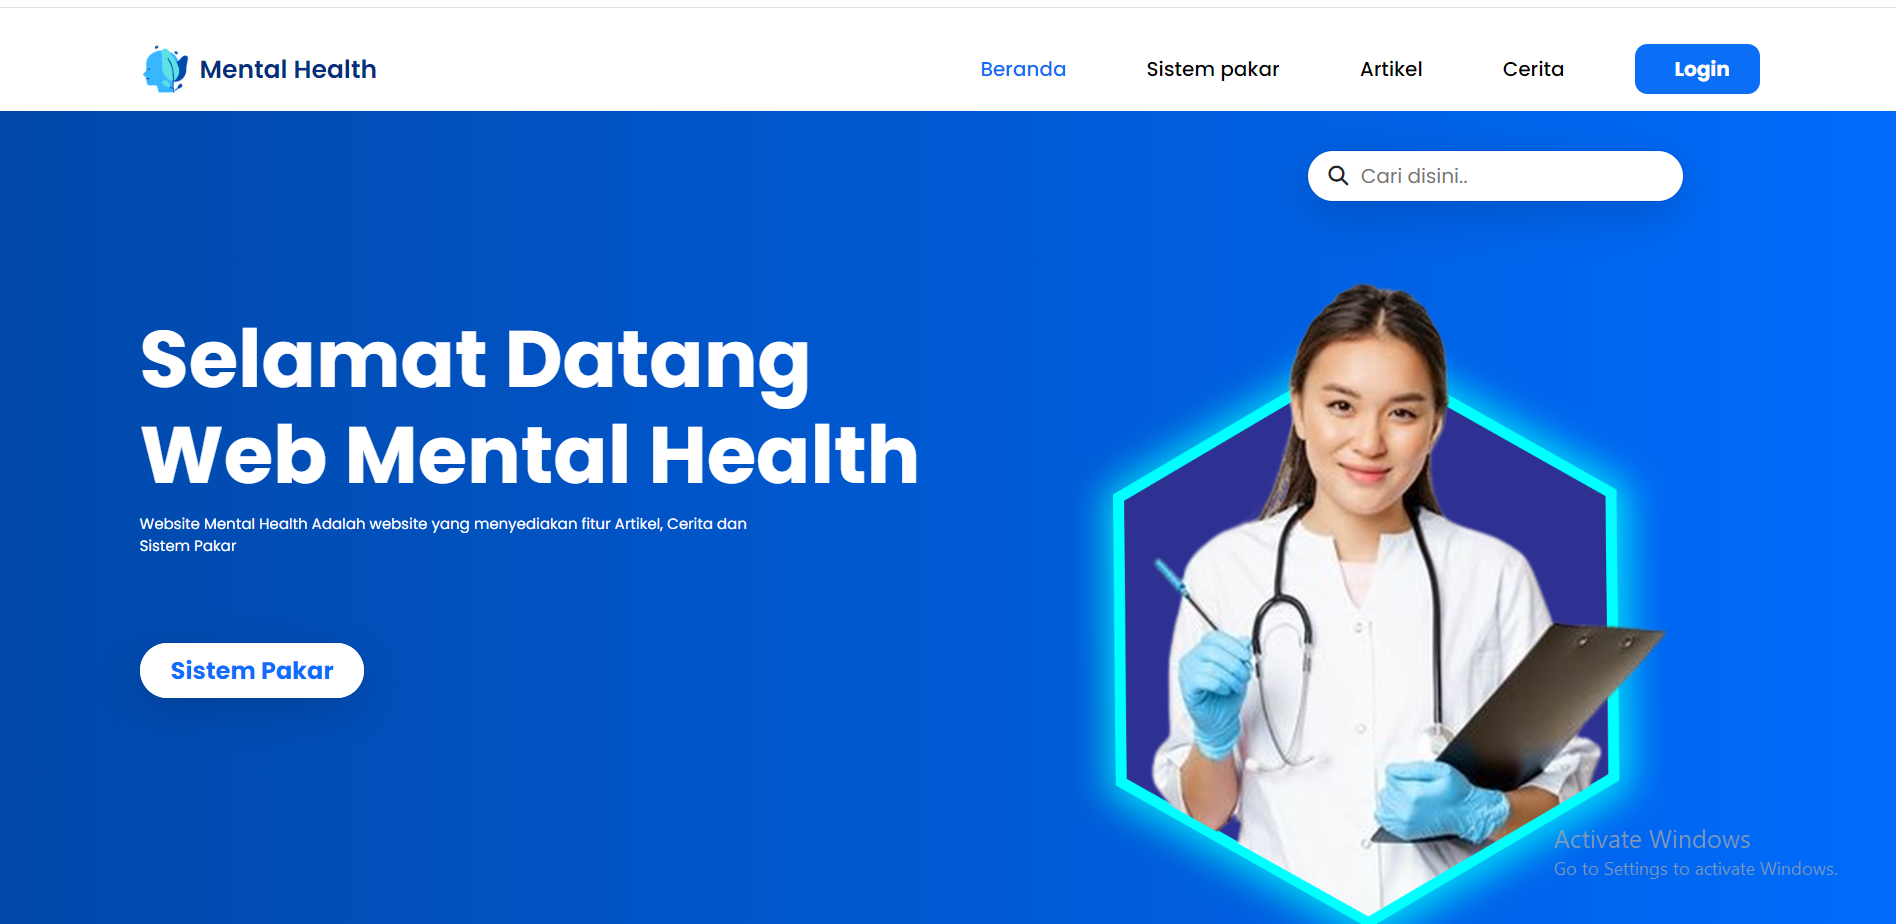 Mental Health
Beranda
Sistem pakar
Artikel
Cerita
Login
Cari disini..
Selamat Datang
Web Mental Health
Website Mental Health Adalah website yang menyediakan fitur Artikel, Cerita dan
Sistem Pakar
Sistem Pakar
Activate Windows
Go to Settings to activate Windows.